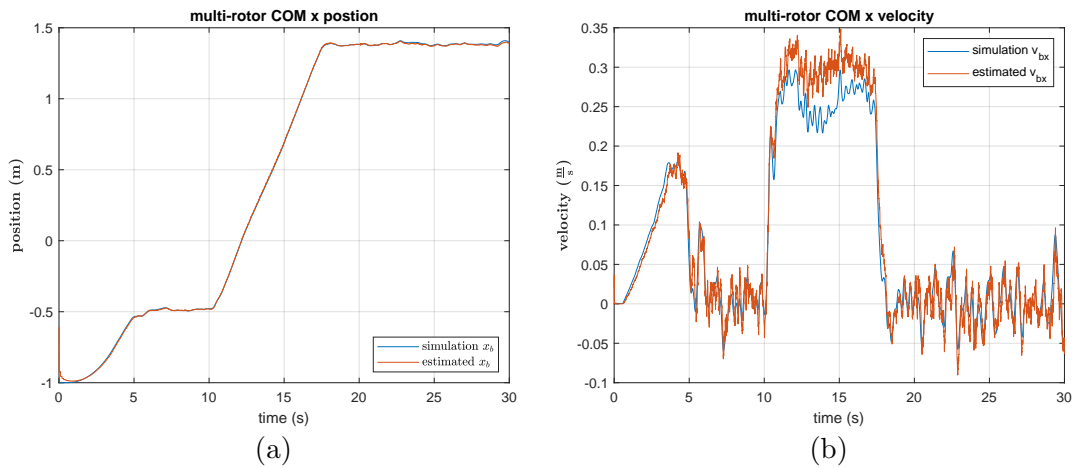 multi-rotor COM x postion
1.5
1
0.5
0
-0.5
-1
position (m)
0 5 10 15 20 25 30
time (s)
simulation x_b
estimated x_b
(a)
multi-rotor COM x velocity
0.35
0.3
0.25
0.2
0.15
0.1
0.05
0
-0.05
-0.1
velocity (m/s)
0 5 10 15 20 25 30
time (s)
simulation v_bx
estimated v_bx
(b)